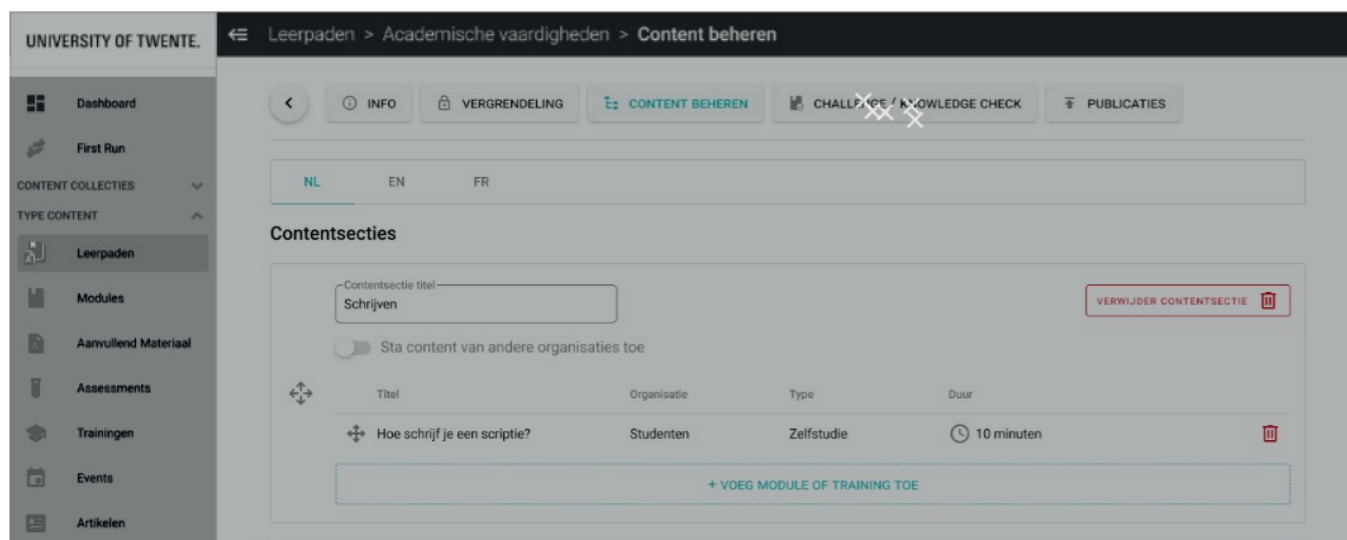 UNIVERSITY OF TWENTE.
Leerpaden > Academische vaardigheden > Content beheren
Dashboard
First Run
CONTENT COLLECTIES
TYPE CONTENT
Leerpaden
Modules
Aanvullend Materiaal
Assessments
Trainingen
Events
Artikelen
INFO
VERGRENDELING
CONTENT BEHEREN
CHALLENGE / KNOWLEDGE CHECK
PUBLICATIES
NL EN FR
Contentsecties
Contentsectie titel
Schrijven
VERWIJDER CONTENTSECTIE
Sta content van andere organisaties toe
Titel Organisatie Type Duur
Hoe schrijf je een scriptie? Studenten Zelfstudie 10 minuten
+ VOEG MODULE OF TRAINING TOE